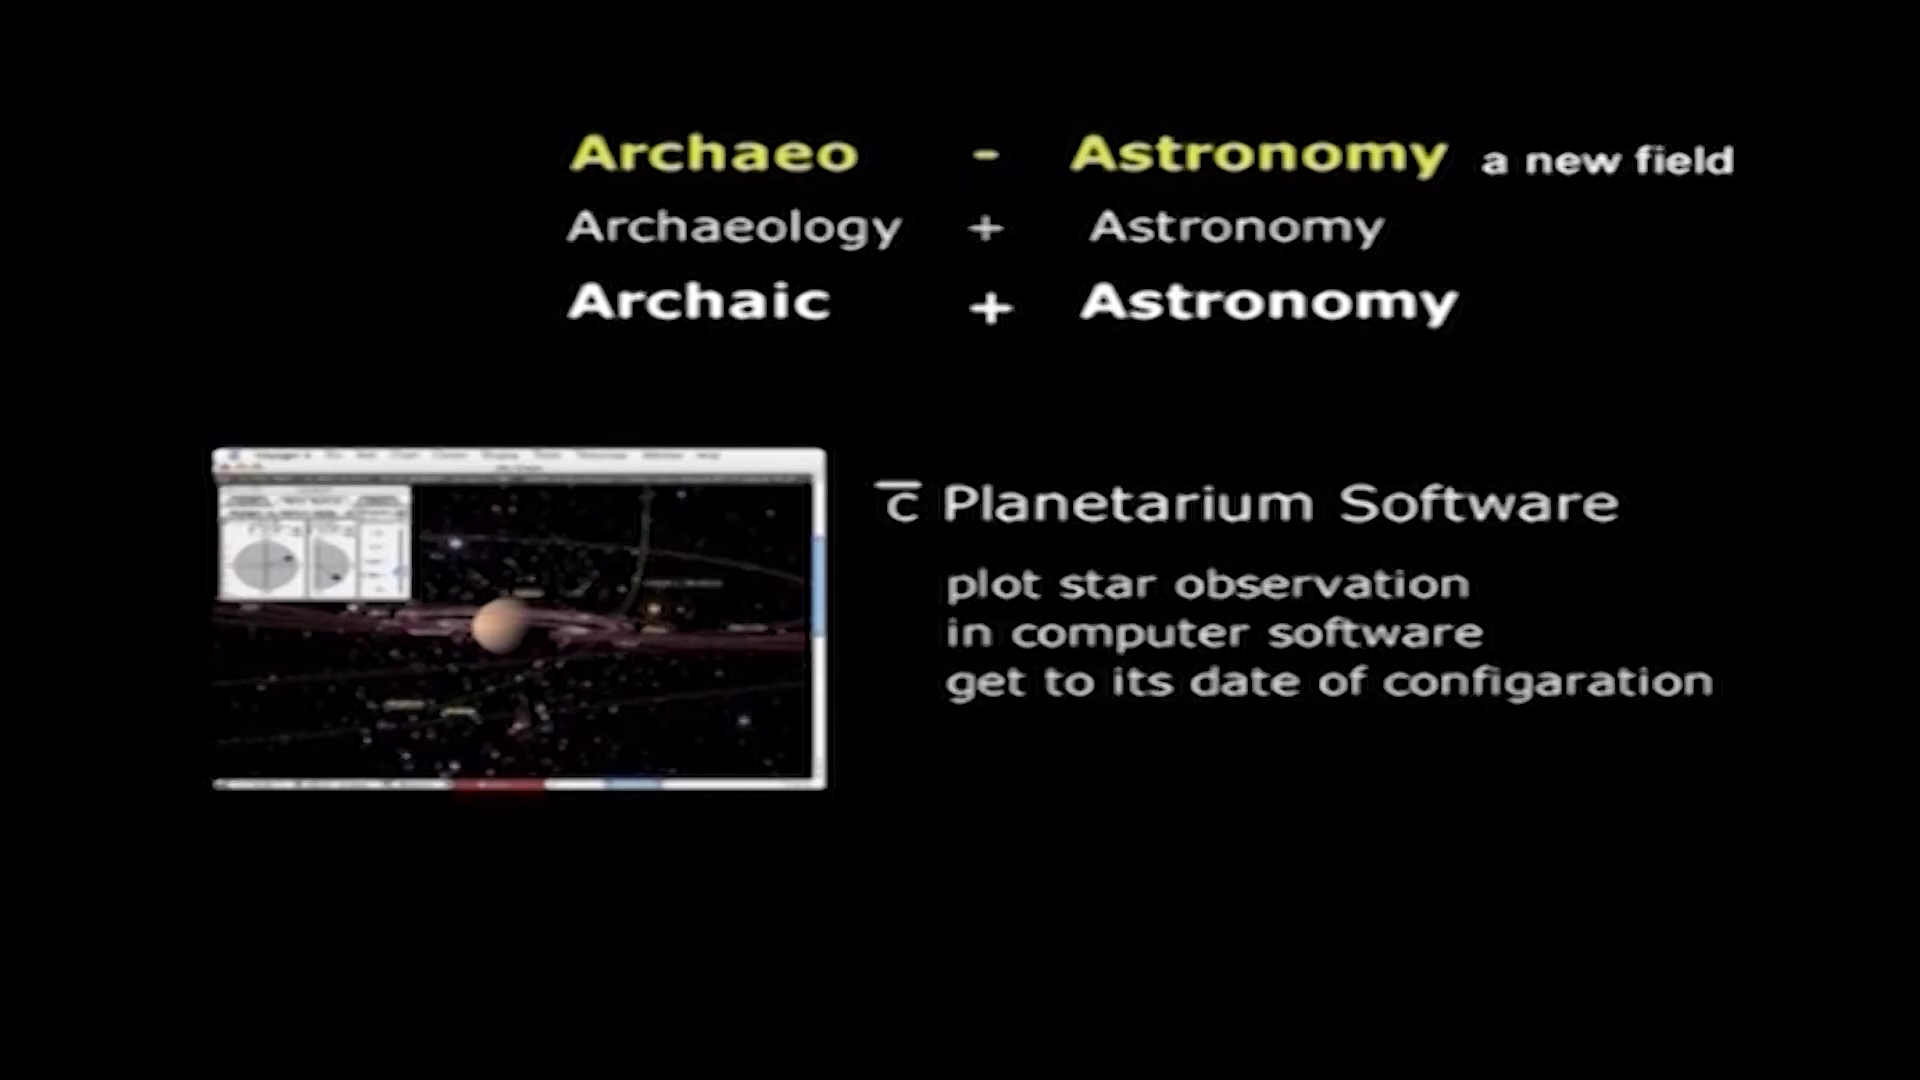 Archaeo - Astronomy a new field
Archaeology + Astronomy
Archaic + Astronomy
c̅ Planetarium Software
plot star observation
in computer software
get to its date of configaration